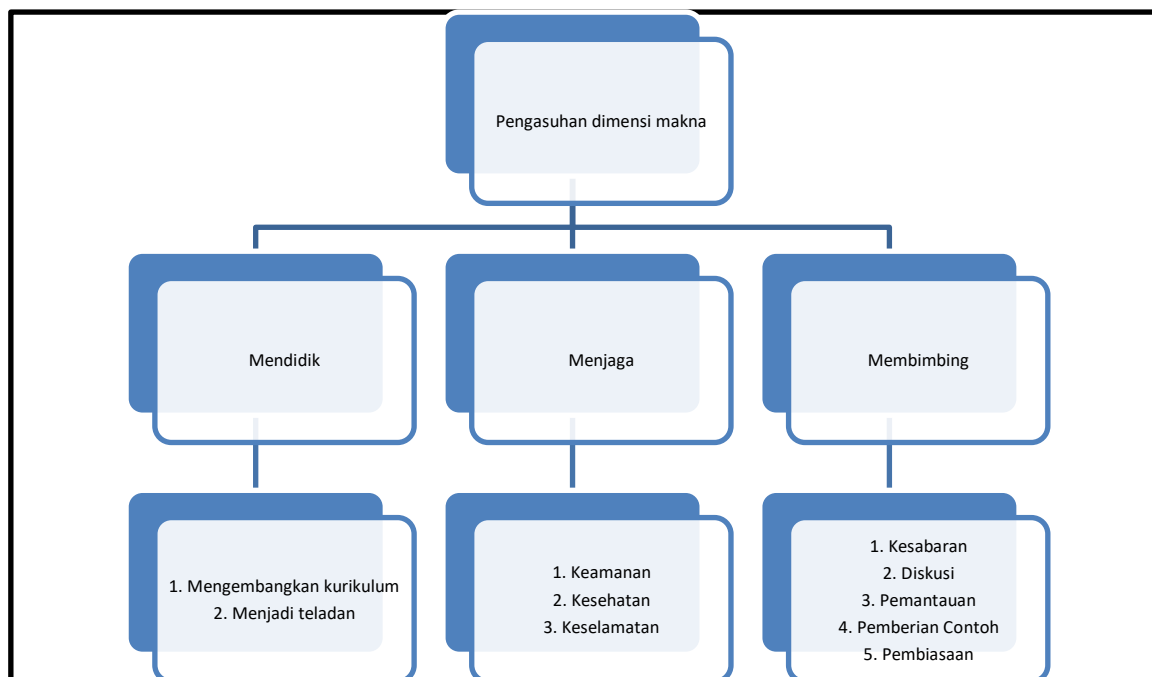 Pengasuhan dimensi makna
Mendidik
Menjaga
Membimbing
1. Mengembangkan kurikulum
2. Menjadi teladan
1. Keamanan
2. Kesehatan
3. Keselamatan
1. Kesabaran
2. Diskusi
3. Pemantauan
4. Pemberian Contoh
5. Pembiasaan